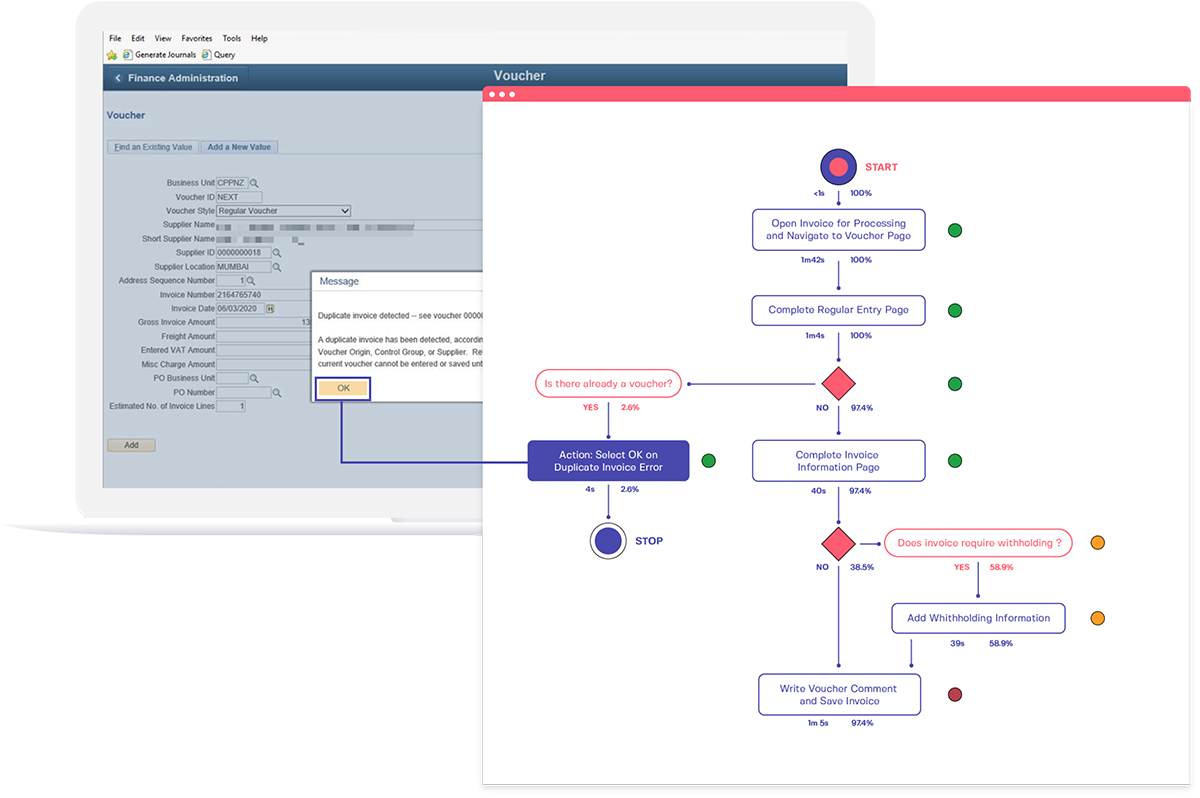 File Edit View Favorites Tools Help
Generate Journals Query
Finance Administration
Voucher
Voucher
Find an Existing Value
Add a New Value
Business Unit CPPNZ
Voucher ID NEXT
Voucher Style Regular Voucher
Supplier Name
Short Supplier Name
Supplier ID 0000000018
Supplier Location MUMBAI
Address Sequence Number 1
Invoice Number 2164765740
Invoice Date 06/03/2020
Gross Invoice Amount 13
Freight Amount
Entered VAT Amount
Misc Charge Amount
PO Business Unit
PO Number
Estimated No. of Invoice Lines 1
Add
Message
Duplicate invoice detected -- see voucher 0000
A duplicate invoice has been detected, accordin
Voucher Origin, Control Group, or Supplier. Re
current voucher cannot be entered or saved unt
OK
START
<1s 100%
Open Invoice for Processing
and Navigate to Voucher Page
1m42s 100%
Complete Regular Entry Page
1m4s 100%
Is there already a voucher?
YES 2.6%
NO 97.4%
Action: Select OK on
Duplicate Invoice Error
4s 2.6%
STOP
Complete Invoice
Information Page
40s 97.4%
Does invoice require withholding ?
NO 38.5%
YES 58.9%
Add Whithholding Information
39s 58.9%
Write Voucher Comment
and Save Invoice
1m 5s 97.4%